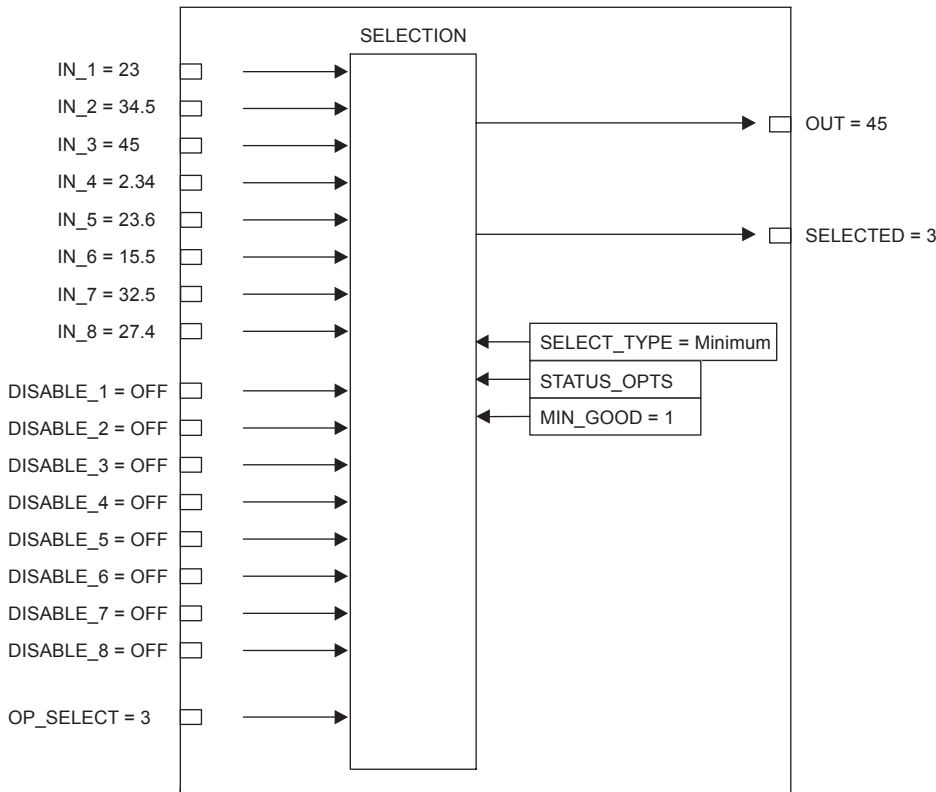 SELECTION
IN_1 = 23
IN_2 = 34.5
IN_3 = 45
IN_4 = 2.34
IN_5 = 23.6
IN_6 = 15.5
IN_7 = 32.5
IN_8 = 27.4
DISABLE_1 = OFF
DISABLE_2 = OFF
DISABLE_3 = OFF
DISABLE_4 = OFF
DISABLE_5 = OFF
DISABLE_6 = OFF
DISABLE_7 = OFF
DISABLE_8 = OFF
OP_SELECT = 3
OUT = 45
SELECTED = 3
SELECT_TYPE = Minimum
STATUS_OPTS
MIN_GOOD = 1